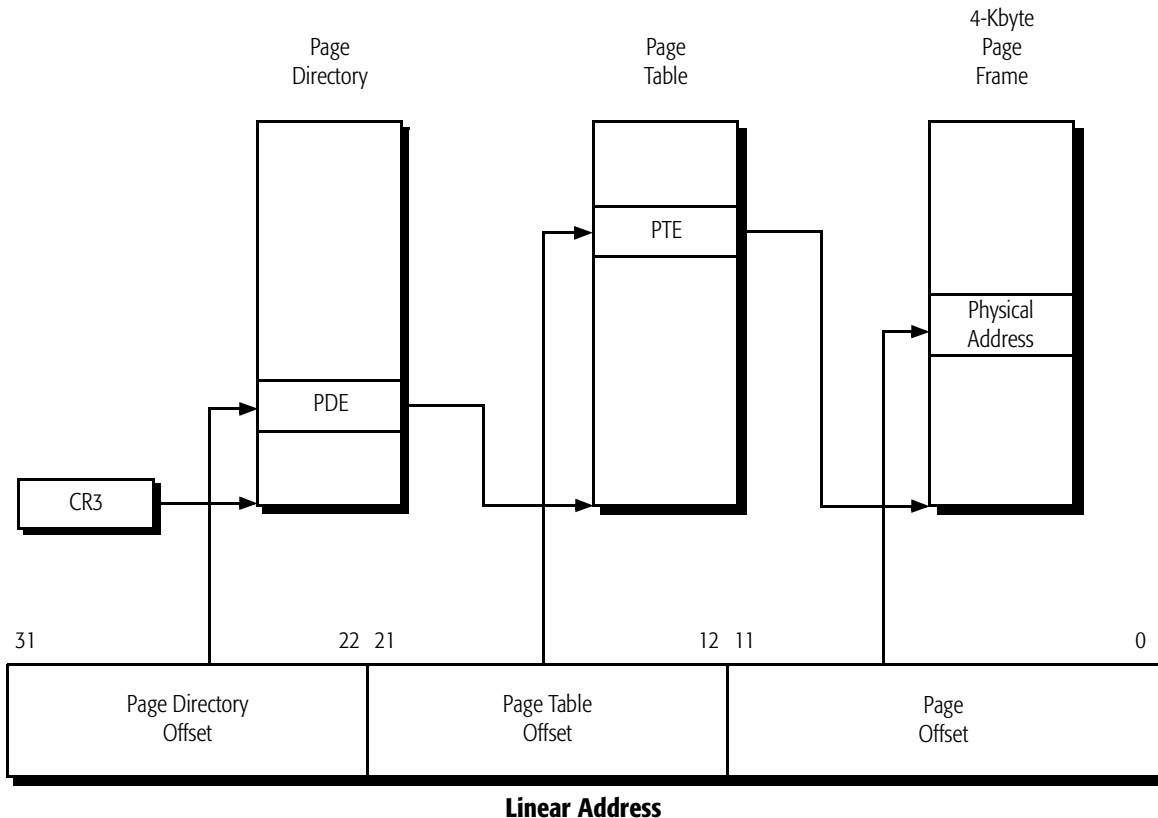 4-Kbyte
Page
Frame
Page
Directory
Page
Table
PTE
Physical
Address
PDE
CR3
31
22 21
12 11
0
Page Directory
Offset
Page Table
Offset
Page
Offset
Linear Address